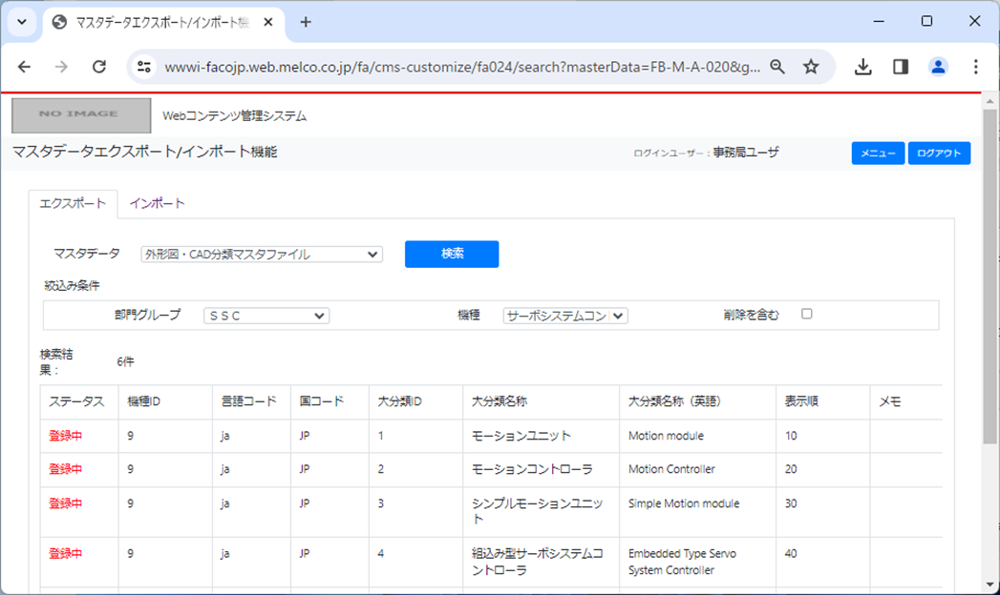 マスタデータエクスポート/インポート機
wwwi-facojp.web.melco.co.jp/fa/cms-customize/fa024/search?masterData=FB-M-A-020&g...
NO IMAGE
Webコンテンツ管理システム
マスタデータエクスポート/インポート機能
ログインユーザー：事務局ユーザ
メニュー
ログアウト
エクスポート
インポート
マスタデータ
外形図・CAD分類マスタファイル
検索
絞込み条件
部門グループ
ＳＳＣ
機種
サーボシステムコン
削除を含む
検索結
果：
6件
ステータス 機種ID 言語コード 国コード 大分類ID 大分類名称 大分類名称（英語） 表示順 メモ
登録中 9 ja JP 1 モーションユニット Motion module 10
登録中 9 ja JP 2 モーションコントローラ Motion Controller 20
登録中 9 ja JP 3 シンプルモーションユニッ Simple Motion module 30
ト
登録中 9 ja JP 4 組込み型サーボシステムコ Embedded Type Servo 40
ントローラ System Controller